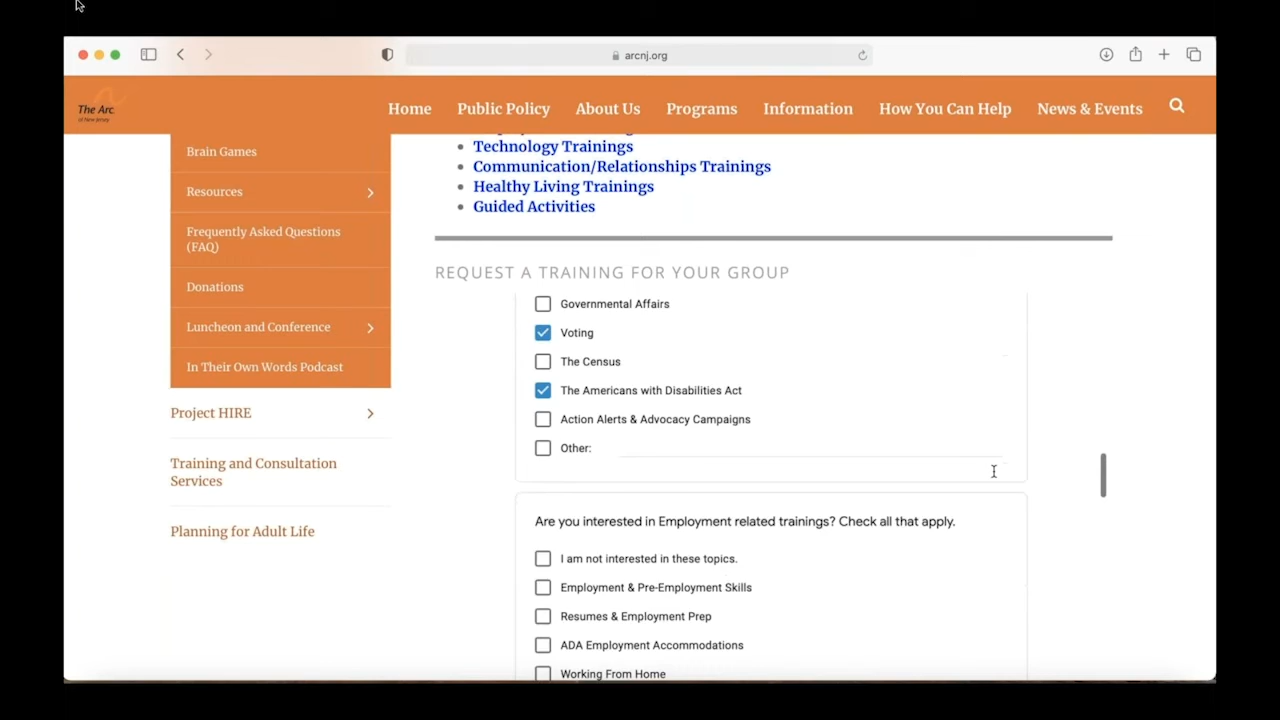 arcnj.org
The Arc
of New Jersey
Home Public Policy About Us Programs Information How You Can Help News & Events
Brain Games
Resources
Frequently Asked Questions
(FAQ)
Donations
Luncheon and Conference
In Their Own Words Podcast
Project HIRE
Training and Consultation
Services
Planning for Adult Life
Technology Trainings
Communication/Relationships Trainings
Healthy Living Trainings
Guided Activities
REQUEST A TRAINING FOR YOUR GROUP
Governmental Affairs
Voting
The Census
The Americans with Disabilities Act
Action Alerts & Advocacy Campaigns
Other:
Are you interested in Employment related trainings? Check all that apply.
I am not interested in these topics.
Employment & Pre-Employment Skills
Resumes & Employment Prep
ADA Employment Accommodations
Working From Home